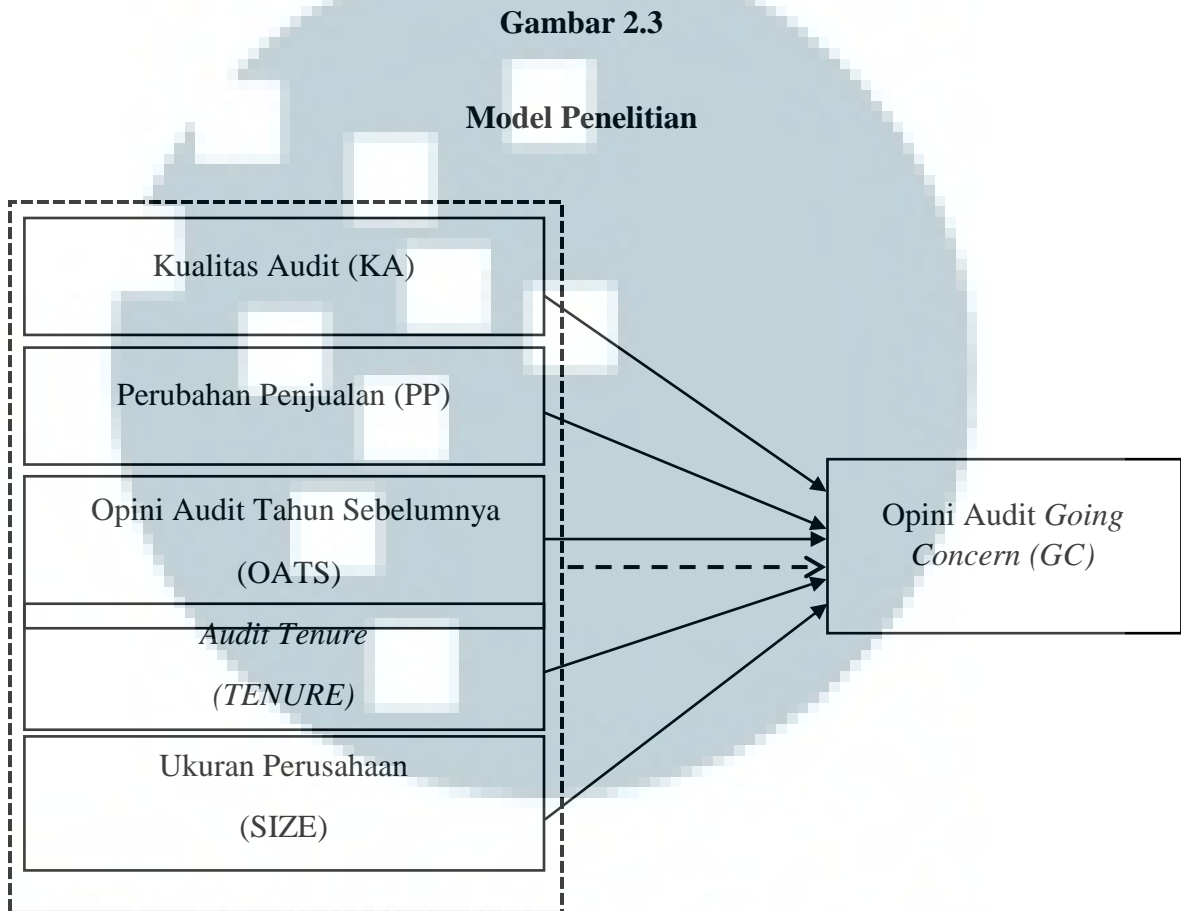 Gambar 2.3
Model Penelitian
Kualitas Audit (KA)
Perubahan Penjualan (PP)
Opini Audit Tahun Sebelumnya
(OATS)
Audit Tenure
(TENURE)
Ukuran Perusahaan
(SIZE)
Opini Audit Going
Concern (GC)